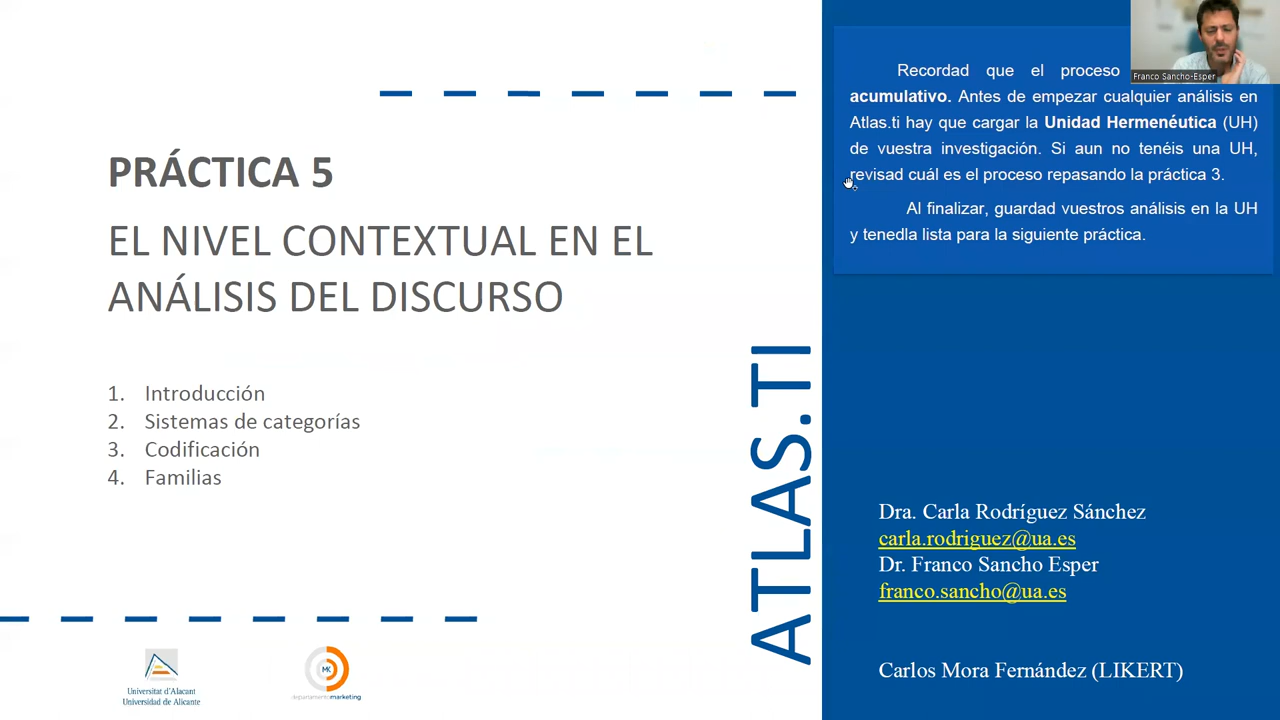 PRÁCTICA 5
EL NIVEL CONTEXTUAL EN EL
ANÁLISIS DEL DISCURSO
1. Introducción
2. Sistemas de categorías
3. Codificación
4. Familias
Universitat d'Alacant
Universidad de Alicante
MK
departamentomarketing
ATLAS.TI
Franco Sancho-Esper
Recordad que el proceso
acumulativo. Antes de empezar cualquier análisis en
Atlas.ti hay que cargar la Unidad Hermenéutica (UH)
de vuestra investigación. Si aun no tenéis una UH,
revisad cuál es el proceso repasando la práctica 3.
Al finalizar, guardad vuestros análisis en la UH
y tenedla lista para la siguiente práctica.
Dra. Carla Rodríguez Sánchez
carla.rodriguez@ua.es
Dr. Franco Sancho Esper
franco.sancho@ua.es
Carlos Mora Fernández (LIKERT)